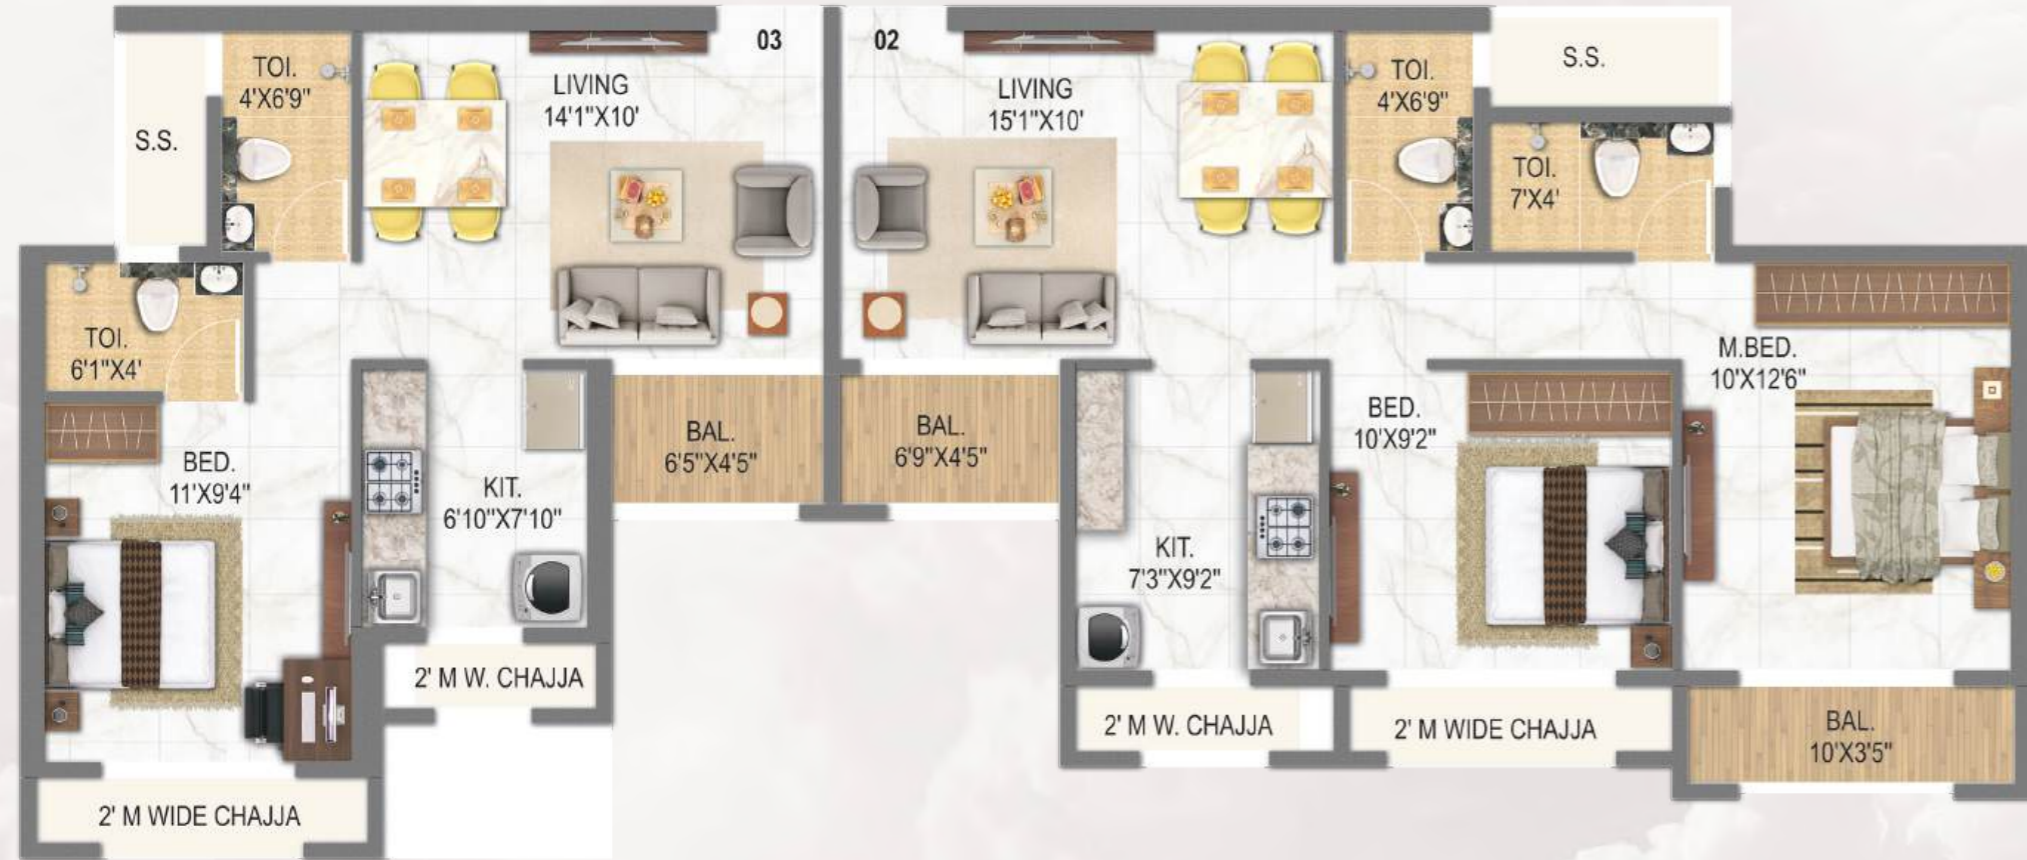 03
02
TOI.
4'X6'9"
LIVING
14'1"X10'
S.S.
TOI.
6'1"X4'
BED.
11'X9'4"
KIT.
6'10"X7'10"
BAL.
6'5"X4'5"
2' M W. CHAJJA
2' M WIDE CHAJJA
LIVING
15'1"X10'
TOI.
4'X6'9"
S.S.
TOI.
7'X4'
M.BED.
10'X12'6"
BED.
10'X9'2"
BAL.
6'9"X4'5"
KIT.
7'3"X9'2"
2' M W. CHAJJA
2' M WIDE CHAJJA
BAL.
10'X3'5"